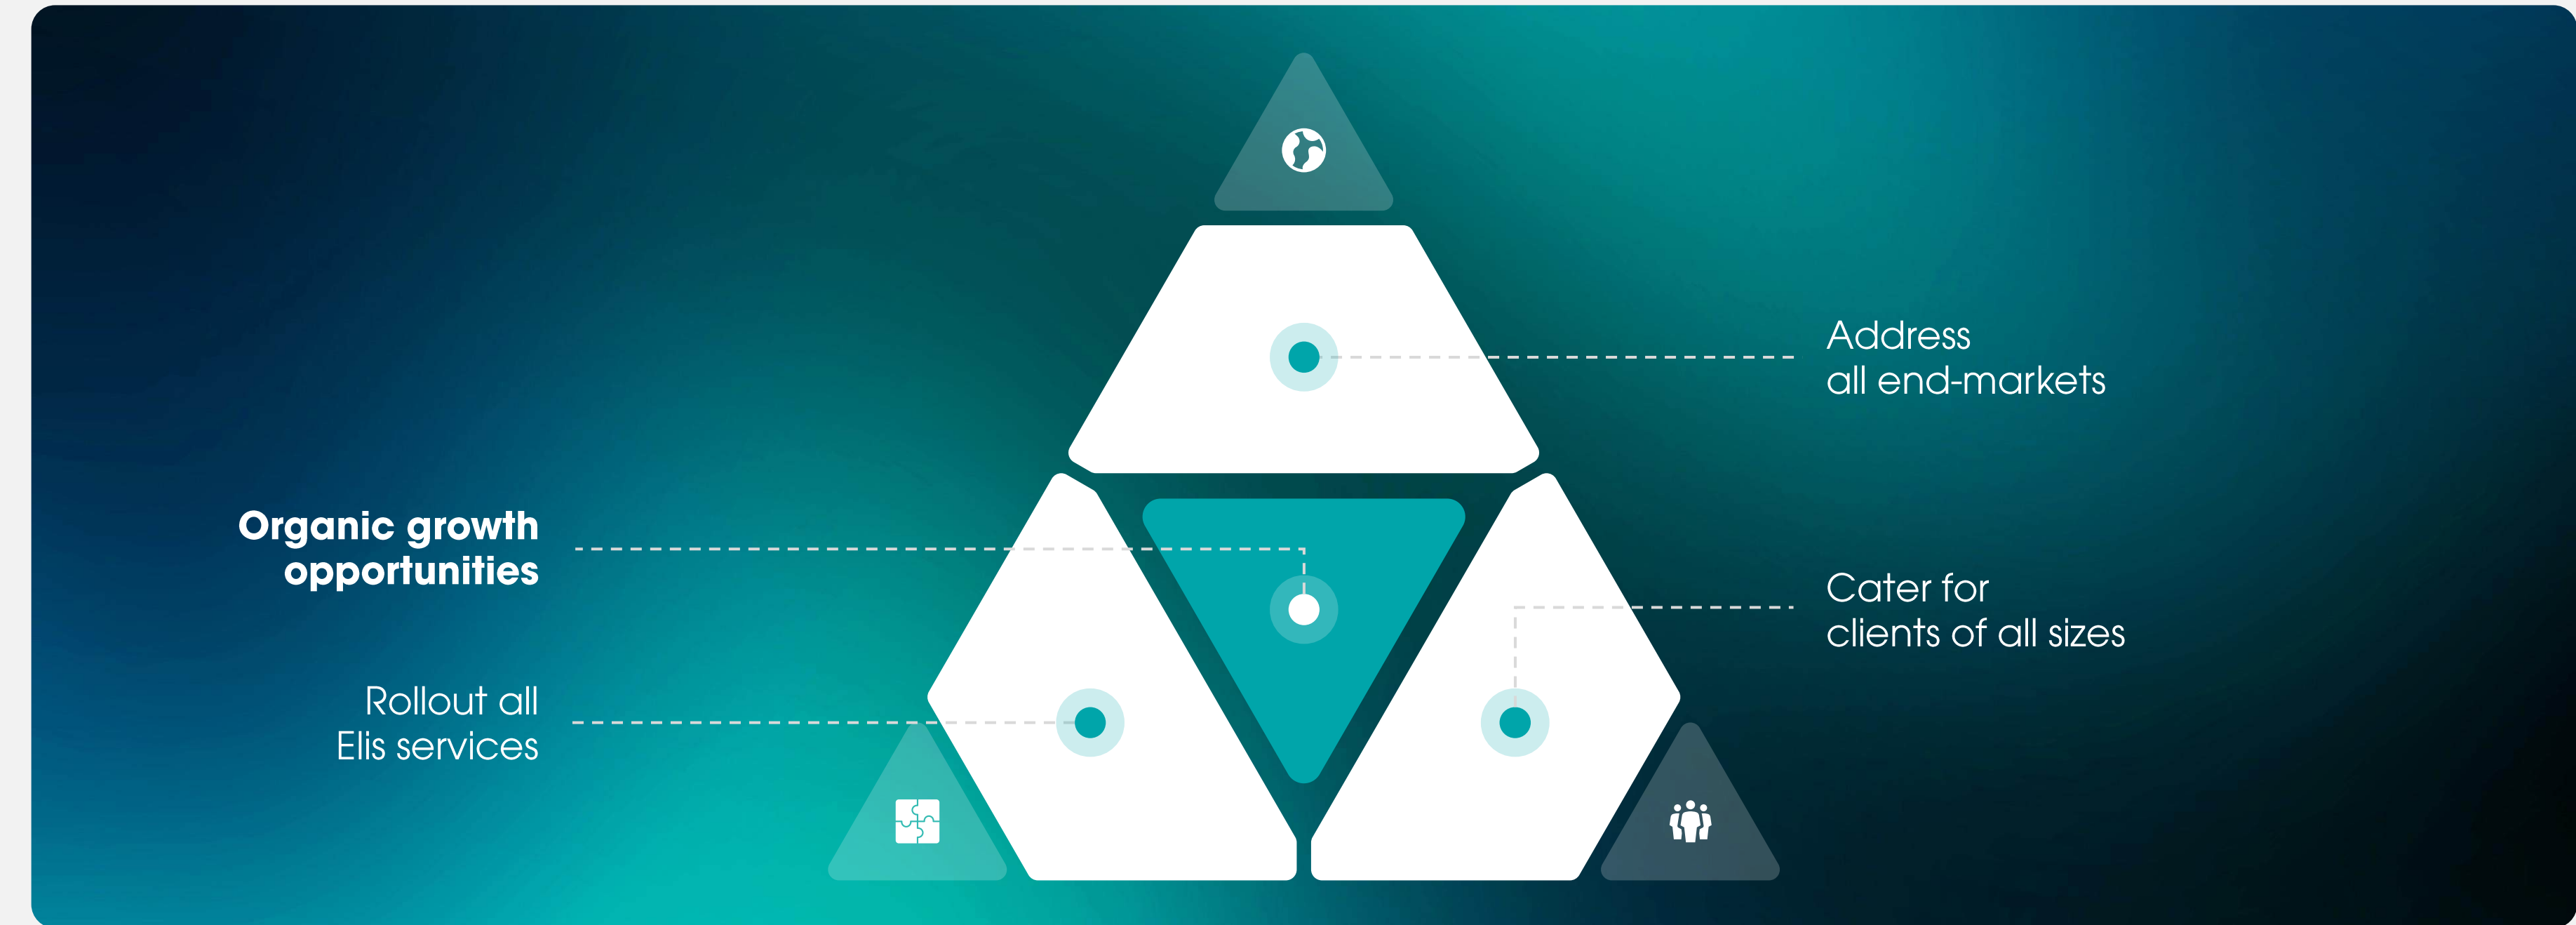 Address
all end-markets
Organic growth
opportunities
Cater for
clients of all sizes
Rollout all
Elis services